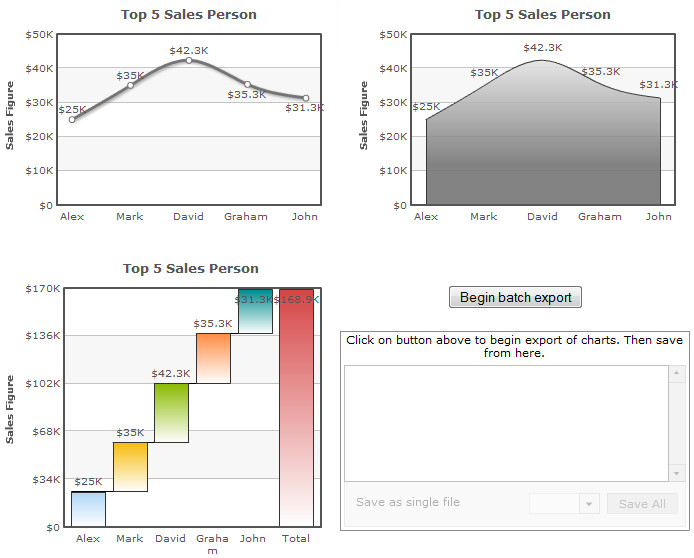 Top 5 Sales Person
$50K
$40K
$30K
$20K
$10K
$0
Sales Figure
$25K
$35K
$42.3K
$35.3K
$31.3K
Alex
Mark
David
Graham
John
Top 5 Sales Person
$50K
$40K
$30K
$20K
$10K
$0
Sales Figure
$25K
$35K
$42.3K
$35.3K
$31.3K
Alex
Mark
David
Graham
John
Top 5 Sales Person
$170K
$136K
$102K
$68K
$34K
$0
Sales Figure
$25K
$35K
$42.3K
$35.3K
$31.3K
$168.9K
Alex
Mark
David
Graha
m
John
Total
Begin batch export
Click on button above to begin export of charts. Then save
from here.
Save as single file
Save All